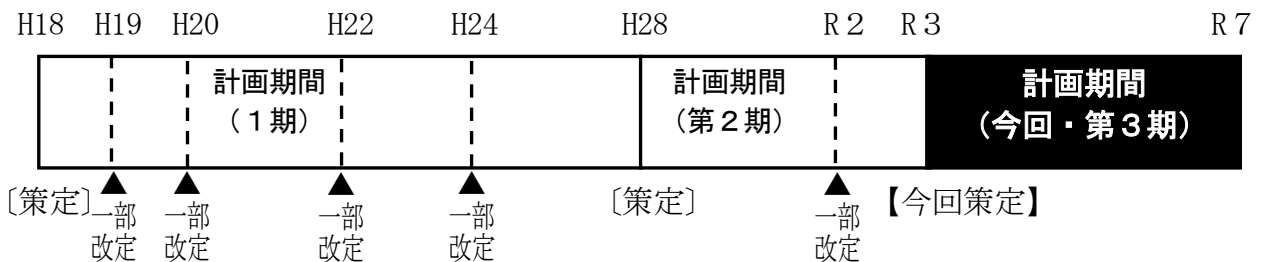 H18 H19 H20 H22 H24 H28 R２ R３ R７
計画期間
（１期）
計画期間
（第２期）
計画期間
（今回・第３期）
〔策定〕
一部
改定
一部
改定
一部
改定
一部
改定
〔策定〕
一部
改定
【今回策定】